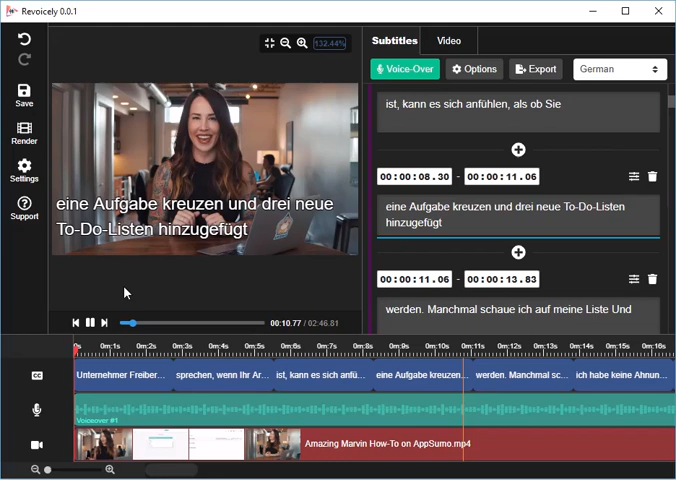 Revoicely 0.0.1
Save
Render
Settings
Support
132.44%
eine Aufgabe kreuzen und drei neue
To-Do-Listen hinzugefügt
00:10.77 / 02:46.81
Subtitles
Video
Voice-Over
Options
Export
German
ist, kann es sich anfühlen, als ob Sie
00:00:08.30 - 00:00:11.06
eine Aufgabe kreuzen und drei neue To-Do-Listen
hinzugefügt
00:00:11.06 - 00:00:13.83
werden. Manchmal schaue ich auf meine Liste Und
0m:1s 0m:2s 0m:3s 0m:4s 0m:5s 0m:6s 0m:7s 0m:8s 0m:9s 0m:10s 0m:11s 0m:12s 0m:13s 0m:14s 0m:15s 0m:16s
CC
Unternehmer Freiber... sprechen, wenn Ihr Ar... ist, kann es sich anfü... eine Aufgabe kreuzen... werden. Manchmal sc... ich habe keine Ahnun...
Voiceover #1
Amazing Marvin How-To on AppSumo.mp4